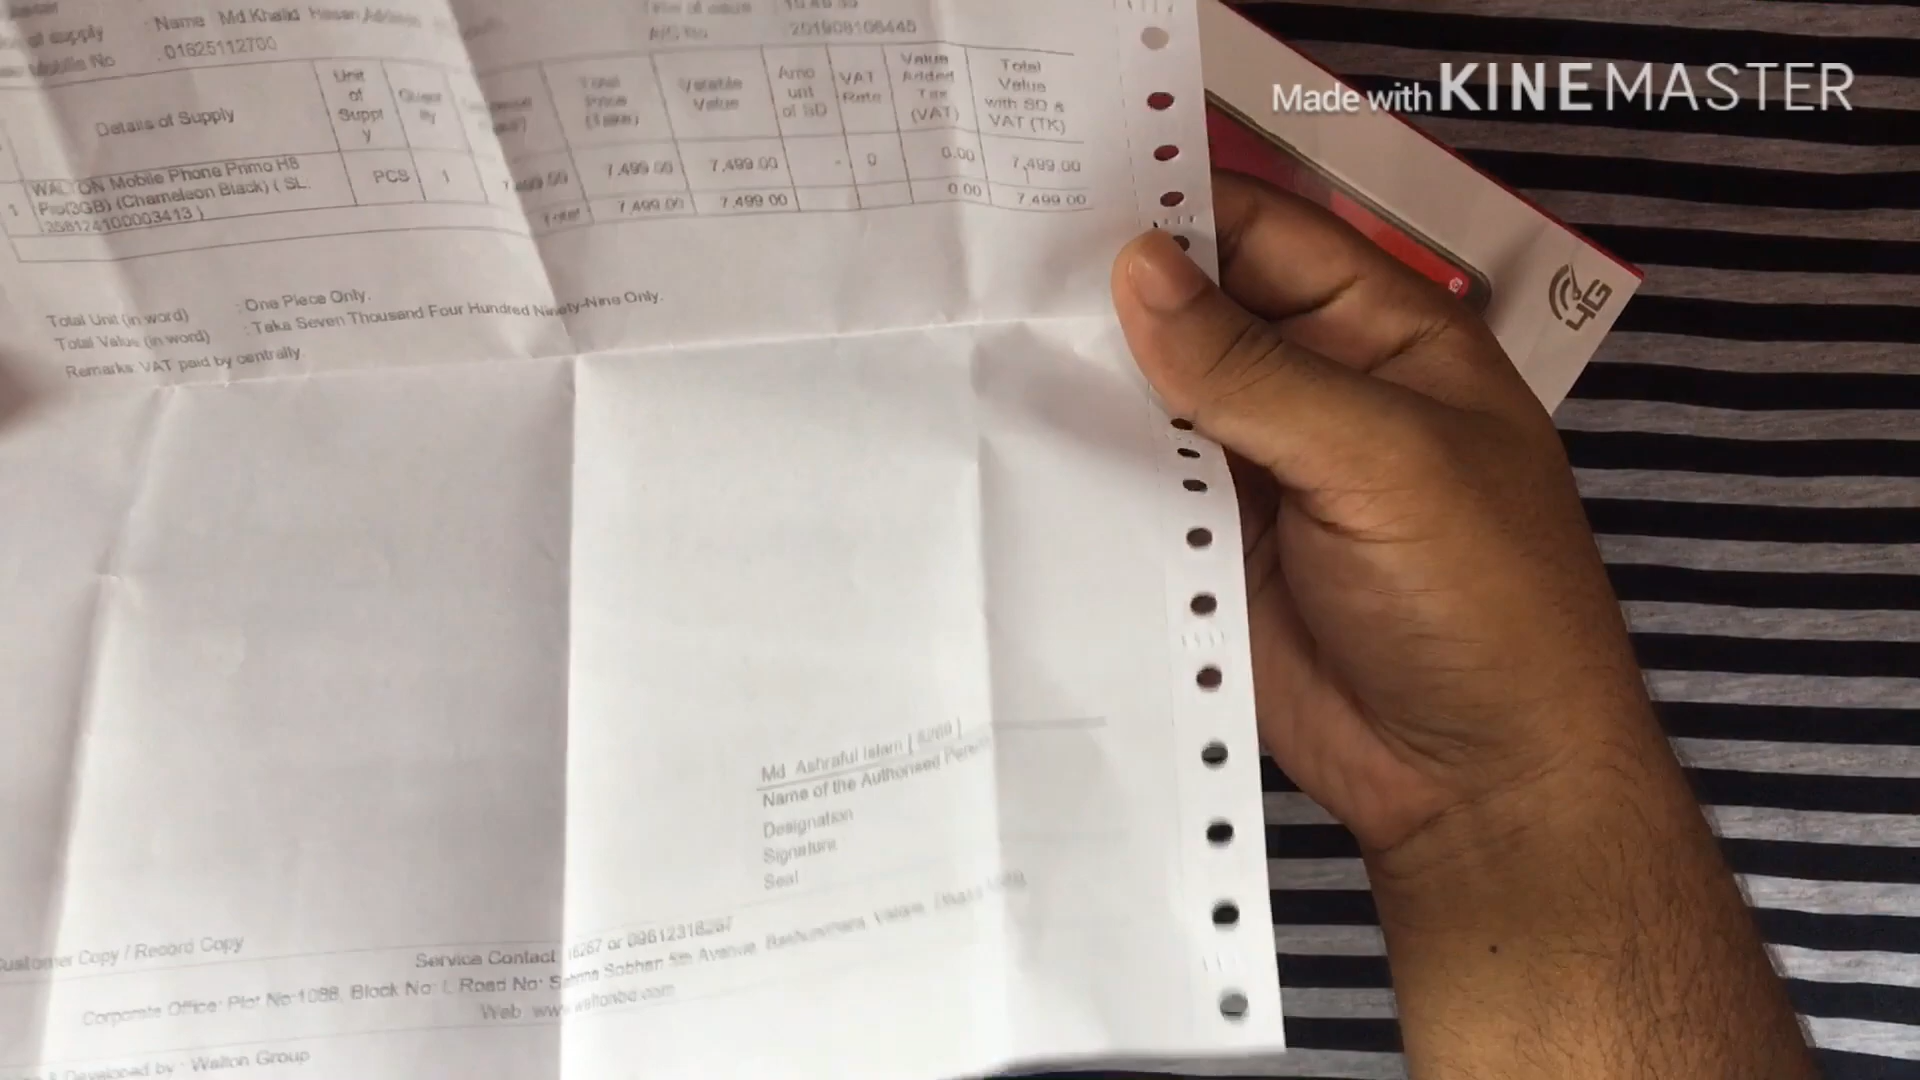 Made with KINEMASTER
of supply : Name Md.Khalid Hasan,Address
Mobile No : 01625112700
201908106445
Details of Supply
Unit of Supply
Total Price (Taka)
Vatable Value
Amount of SD
VAT Rate
Value Added Tax (VAT)
Total Value with SD & VAT (TK)
1 WALTON Mobile Phone Primo H8 Pro(3GB) (Chameleon Black) ( SL. 358124100003413 ) PCS 1 7,499.00 7,499.00 7,499.00 - 0 0.00 7,499.00
Total 7,499.00 7,499.00 0.00 7,499.00
Total Unit (in word) : One Piece Only.
Total Value (in word) : Taka Seven Thousand Four Hundred Ninety-Nine Only.
Remarks: VAT paid by centrally.
4G
Md. Ashraful Islam
Name of the Authorised Person
Designation
Signature
Seal
Customer Copy / Record Copy
Service Contact 16267 or 09612316267
Corporate Office: Plot No:1088, Block No: I, Road No: Sabrina Sobhan 5th Avenue, Bashundhara, Vatara, Dhaka
Web www.waltonbd.com
& Developed by : Walton Group